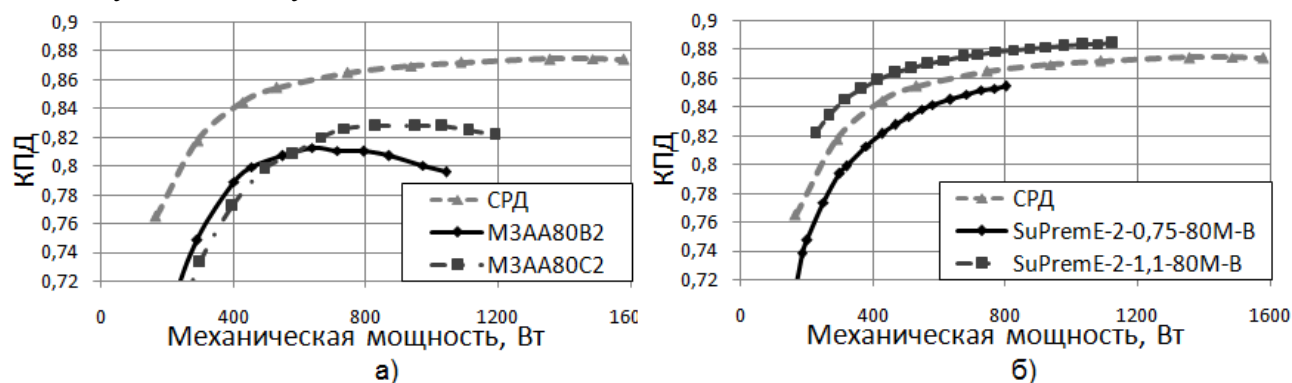 0,9
0,88
0,86
0,84
0,82
0,8
0,78
0,76
0,74
0,72
КПД
0
400
800
1200
160
Механическая мощность, Вт
СРД
M3AA80B2
M3AA80C2
а)
0,9
0,88
0,86
0,84
0,82
0,8
0,78
0,76
0,74
0,72
КПД
0
400
800
1200
1600
Механическая мощность, Вт
СРД
SuPremE-2-0,75-80M-B
SuPremE-2-1,1-80M-B
б)